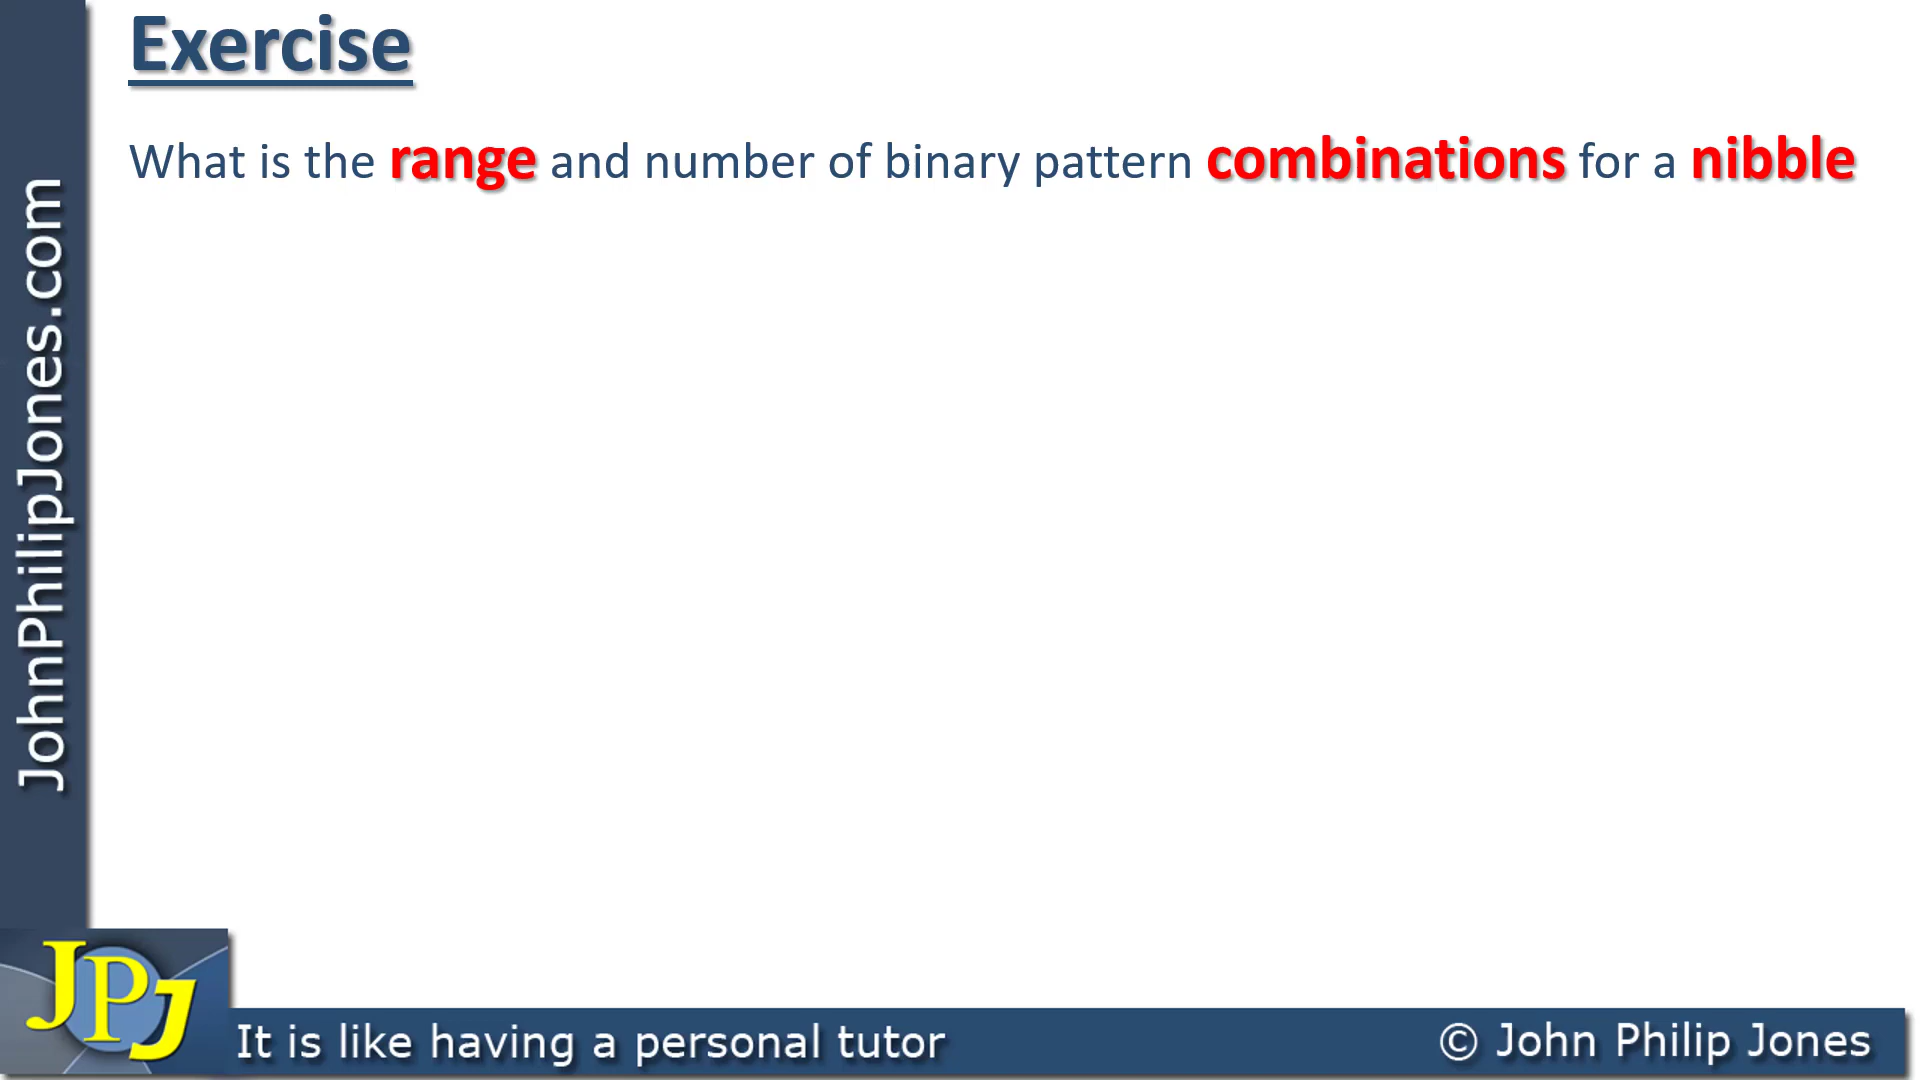 Exercise
What is the range and number of binary pattern combinations for a nibble
JohnPhilipJones.com
JPJ
It is like having a personal tutor
© John Philip Jones